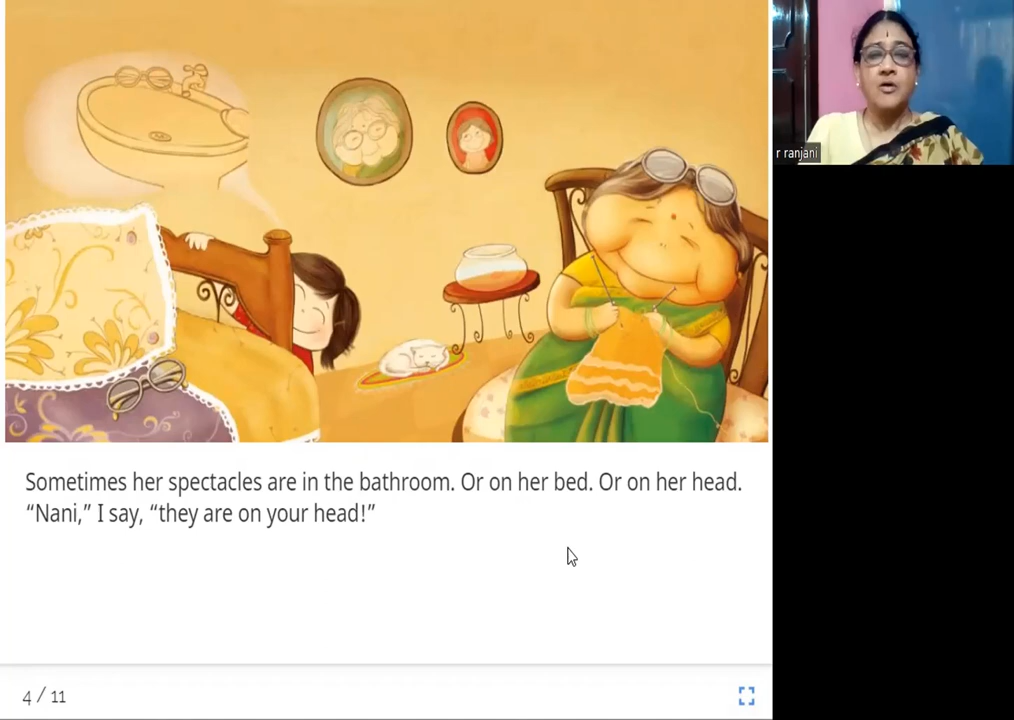 r ranjani
Sometimes her spectacles are in the bathroom. Or on her bed. Or on her head.
“Nani,” I say, “they are on your head!”
4 / 11